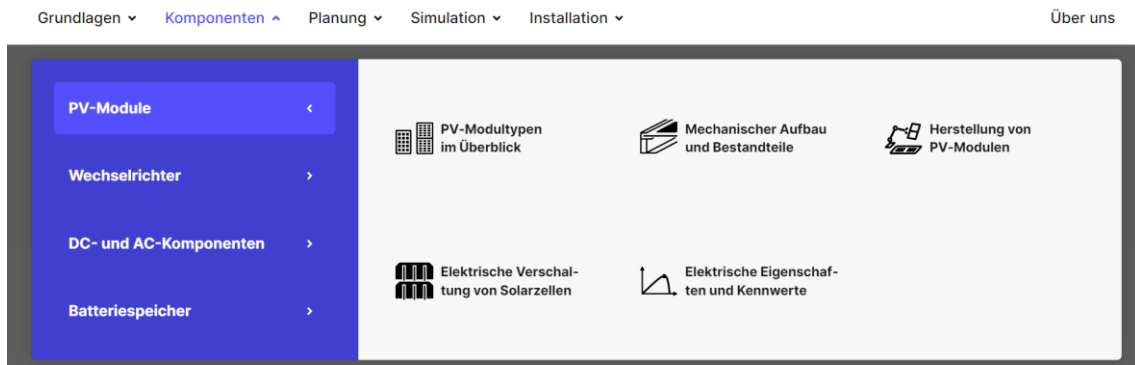 Grundlagen Komponenten Planung Simulation Installation Über uns
PV-Module
Wechselrichter
DC- und AC-Komponenten
Batteriespeicher
PV-Modultypen
im Überblick
Mechanischer Aufbau
und Bestandteile
Herstellung von
PV-Modulen
Elektrische Verschal-
tung von Solarzellen
Elektrische Eigenschaf-
ten und Kennwerte